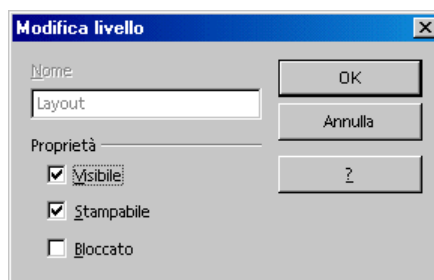 Modifica livello
Nome
Layout
OK
Annulla
Proprietà
Visibile
?
Stampabile
Bloccato